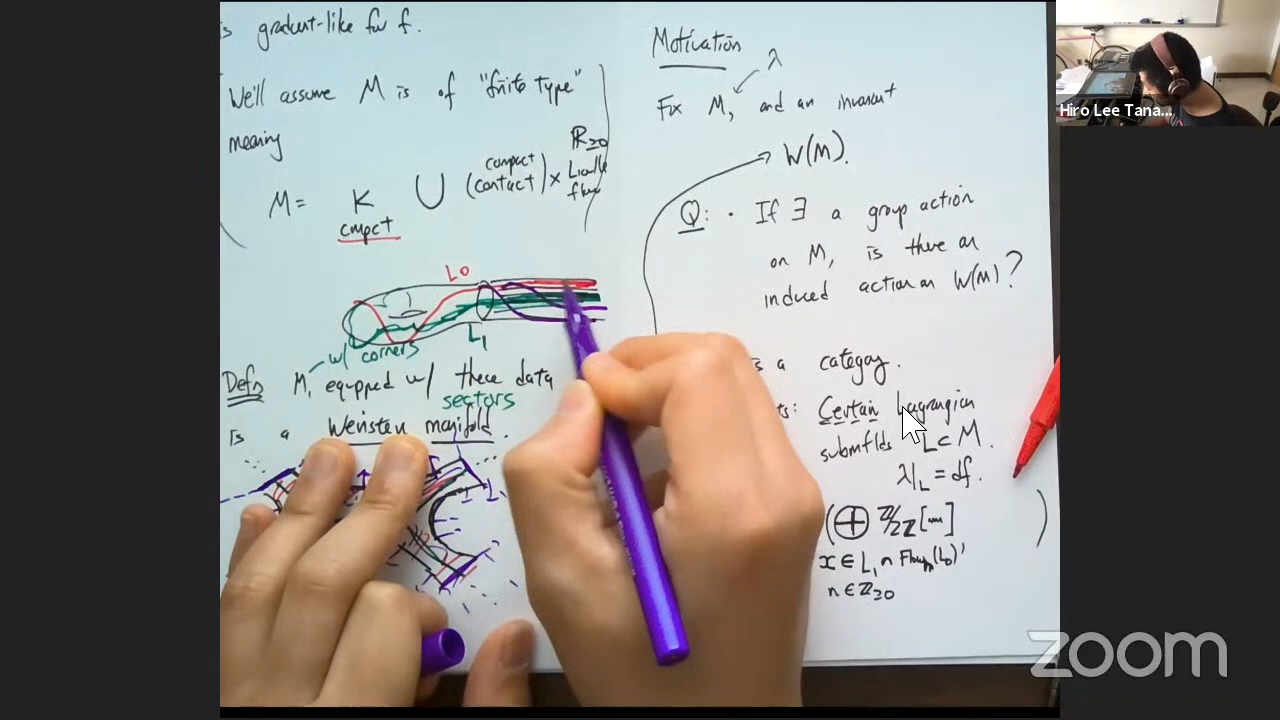 is gradient-like for f.
We'll assume M is of "finite type"
meaning
M = K ∪ (compact contact) × R≥0 Liouville flow
cmpct
L0
L1
w/ corners
Defn M, equipped w/ these data
sectors
is a Weinstein manifold.
Motivation
λ
Fix M, and an invariant
W(M).
Q: · If ∃ a group action
on M, is there an
induced action on W(M)?
is a category.
ts: Certain Lagrangian
submflds L ⊂ M.
λ|L = df.
(⊕ Z/2Z[-m])
x ∈ L1 ∩ Flow n(L0)
n ∈ Z≥0
Hiro Lee Tana...
zoom